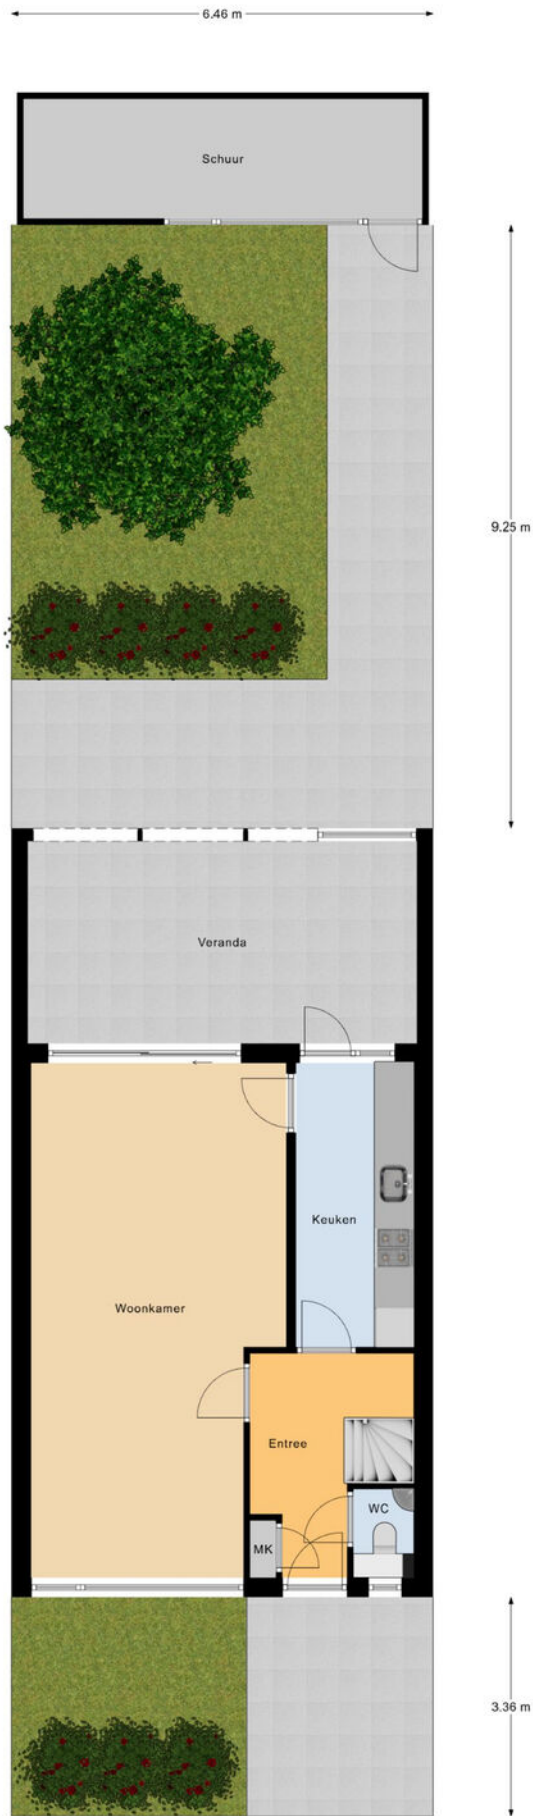 6.46 m
Schuur
9.25 m
Veranda
Keuken
Woonkamer
Entree
WC
MK
3.36 m